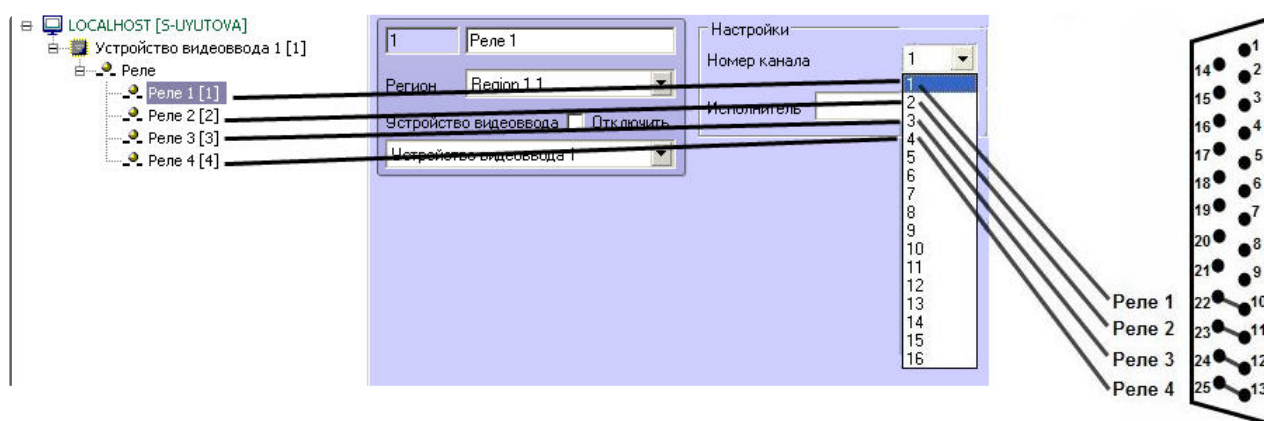 LOCALHOST [S-UYUTOVA]
Устройство видеоввода 1 [1]
Реле
Реле 1 [1]
Реле 2 [2]
Реле 3 [3]
Реле 4 [4]
1
Реле 1
Регион
Region 1.1
Устройство видеоввода
Отключить
Устройство видеоввода 1
Настройки
Номер канала
1
Исполнитель
1
2
3
4
5
6
7
8
9
10
11
12
13
14
15
16
Реле 1
Реле 2
Реле 3
Реле 4
1
14
2
15
3
16
4
17
5
18
6
19
7
20
8
21
9
22
10
23
11
24
12
25
13